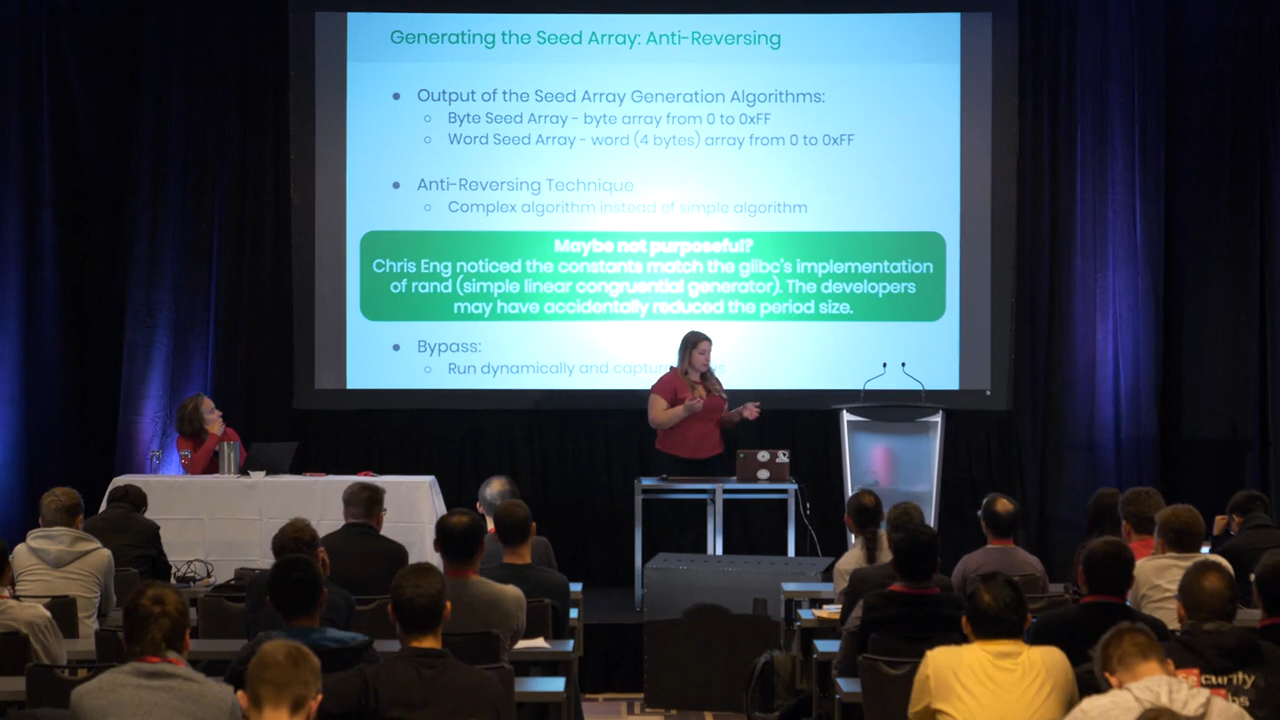 Generating the Seed Array: Anti-Reversing
● Output of the Seed Array Generation Algorithms:
○ Byte Seed Array - byte array from 0 to 0xFF
○ Word Seed Array - word (4 bytes) array from 0 to 0xFF
● Anti-Reversing Technique
○ Complex algorithm instead of simple algorithm
Maybe not purposeful?
Chris Eng noticed the constants match the glibc's implementation
of rand (simple linear congruential generator). The developers
may have accidentally reduced the period size.
● Bypass:
○ Run dynamically and capture